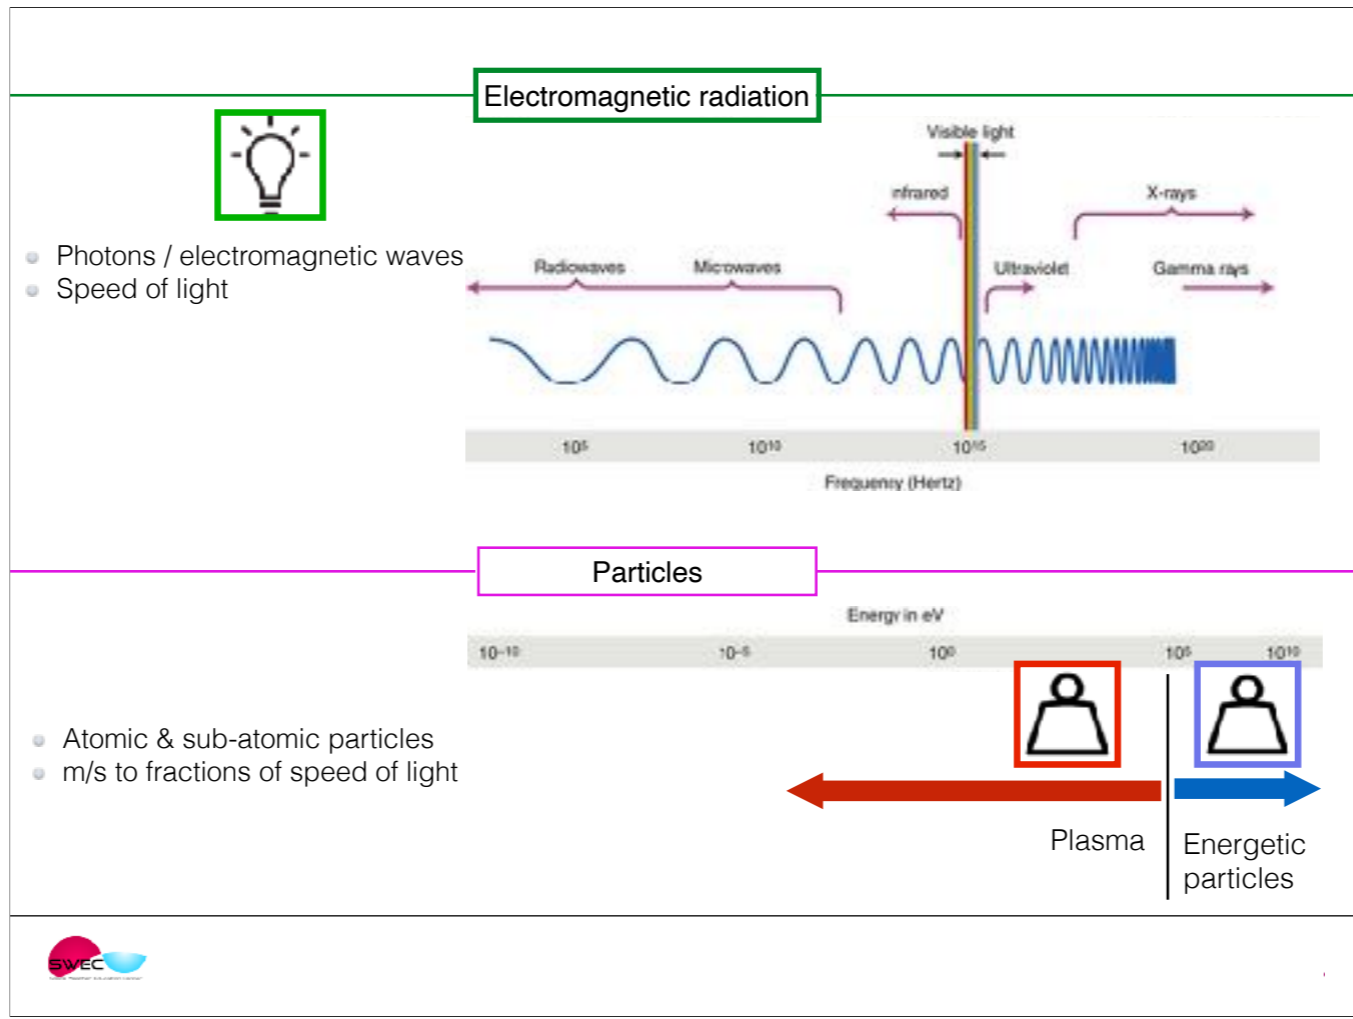 Electromagnetic radiation
Visible light
nfrared
X-rays
Photons / electromagnetic waves
Speed of light
Radiowaves
Microwaves
Ultraviolet
Gamma rays
10⁵
10¹⁰
10¹⁵
10²⁰
Frequency (Hertz)
Particles
Energy in eV
10⁻¹⁰
10⁻⁵
10⁰
10⁵
10¹⁰
Atomic & sub-atomic particles
m/s to fractions of speed of light
Plasma
Energetic
particles
SWEC